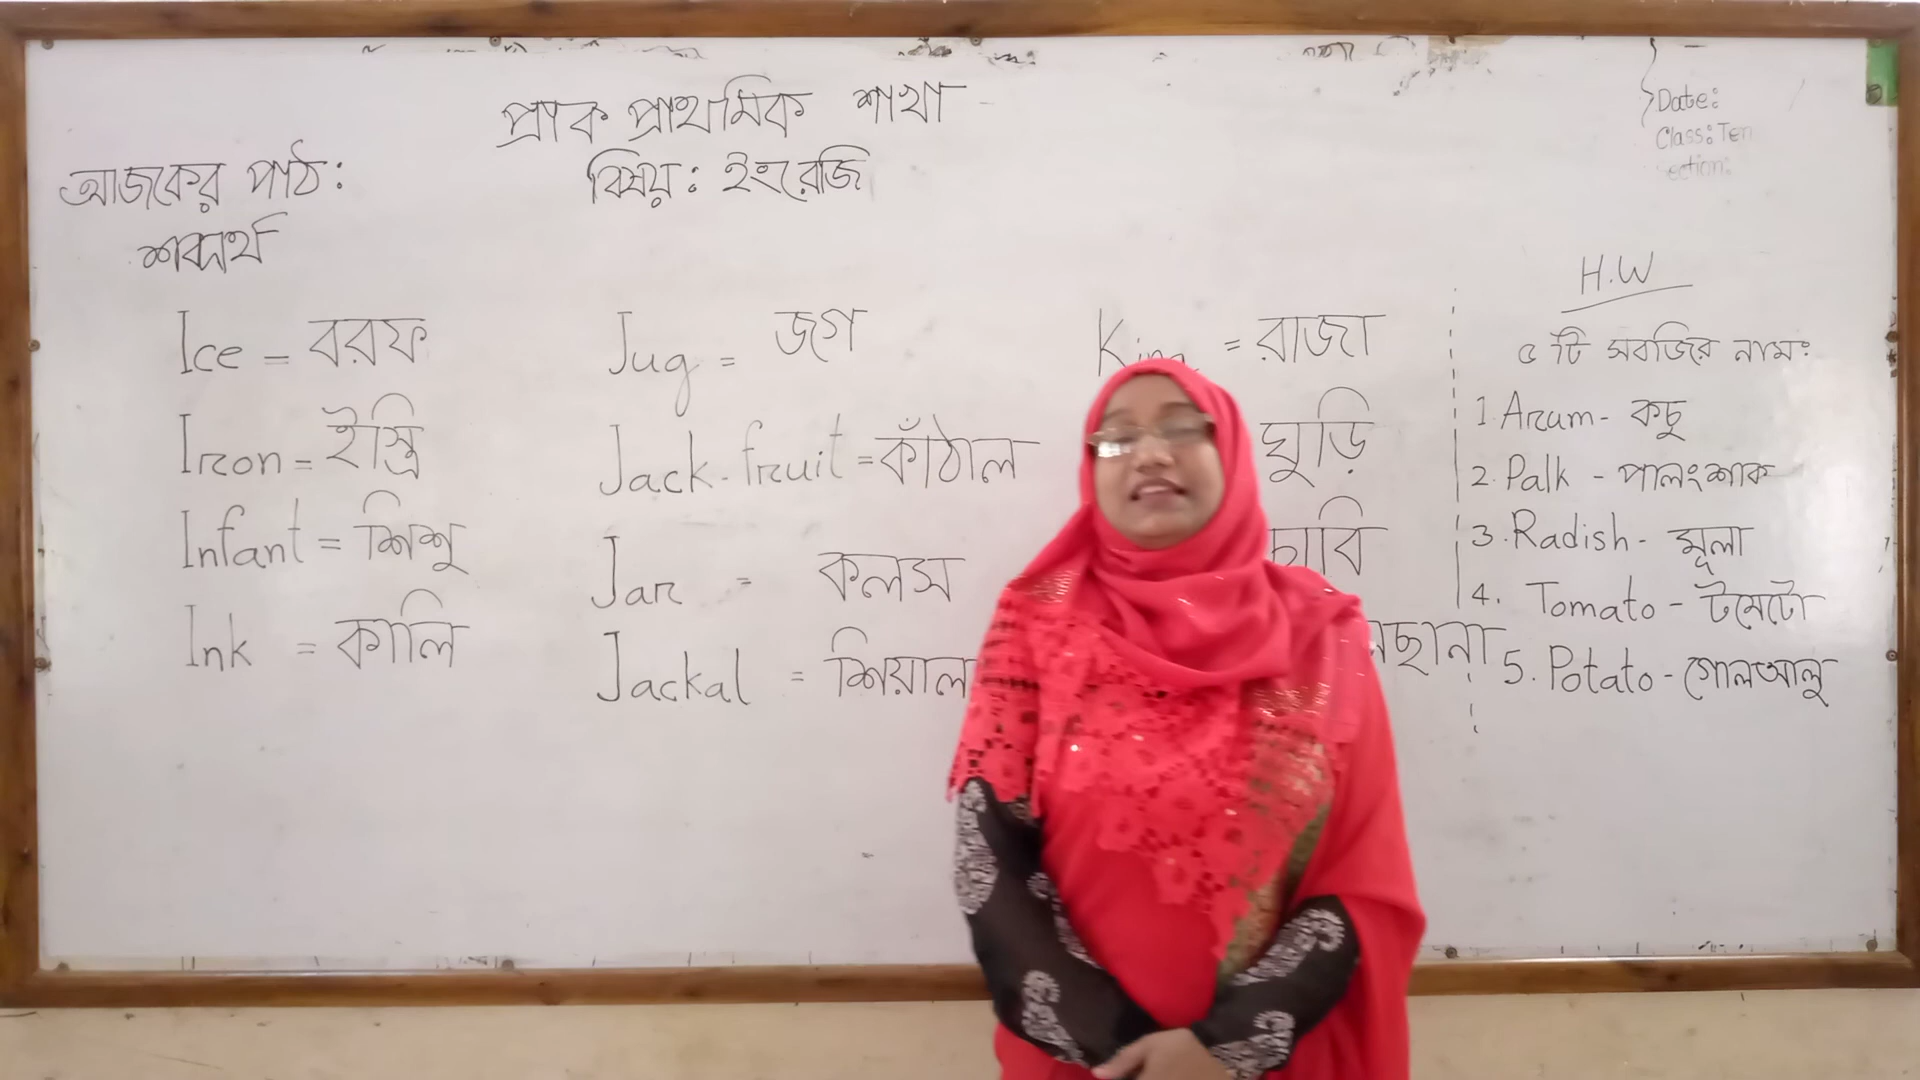 প্রাক প্রাথমিক শাখা
বিষয়: ইংরেজি
আজকের পাঠ:
শব্দার্থ
Ice = বরফ
Iron = ইস্ত্রি
Infant = শিশু
Ink = কালি
Jug = জগ
Jack-fruit = কাঁঠাল
Jar = কলস
Jackal = শিয়াল
= রাজা
ঘুড়ি
চাবি
Date:
Class: Ten
ection:
H.W
৫ টি সবজির নাম:
1. Arum - কচু
2. Palk - পালংশাক
3. Radish - মূলা
4. Tomato - টমেটো
5. Potato - গোলআলু